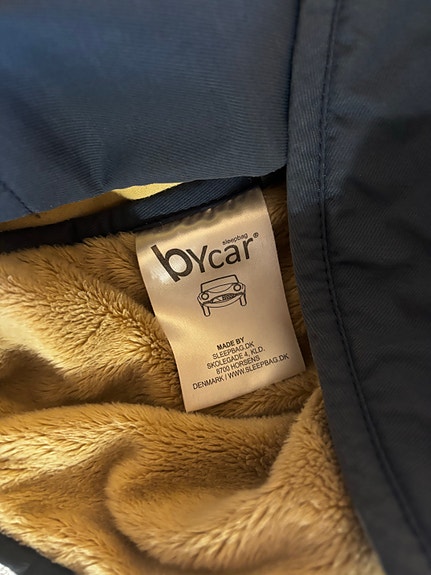 sleepbag
bycar®
MADE BY
SLEEPBAG.DK
SKOLEGADE 4, KLD.
8700 HORSENS
DENMARK | WWW.SLEEPBAG.DK